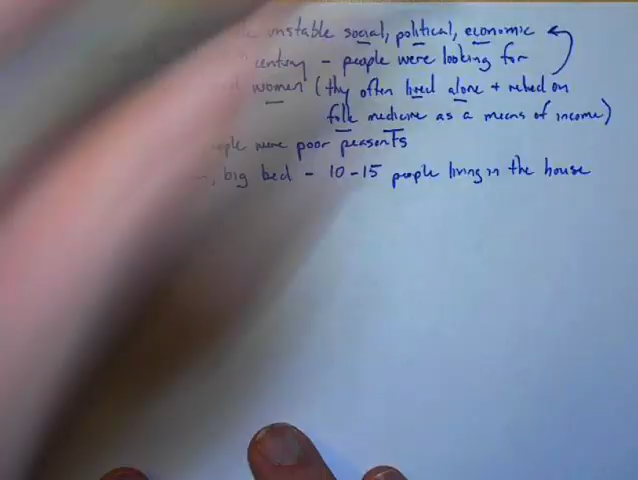 unstable social, political, economic
century - people were looking for
women (they often lived alone + relied on
folk medicine as a means of income)
people were poor peasants
big bed - 10-15 people living in the house